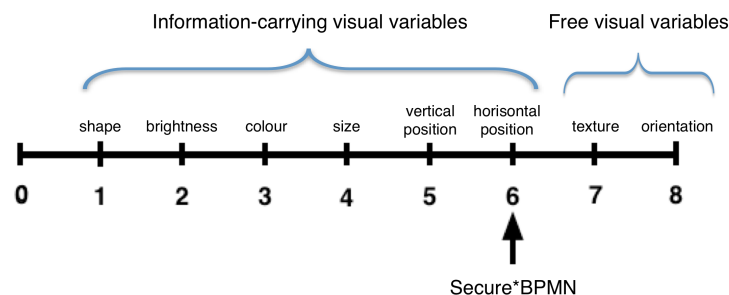 Information-carrying visual variables
Free visual variables
shape brightness colour size vertical position horisontal position texture orientation
0 1 2 3 4 5 6 7 8
Secure*BPMN